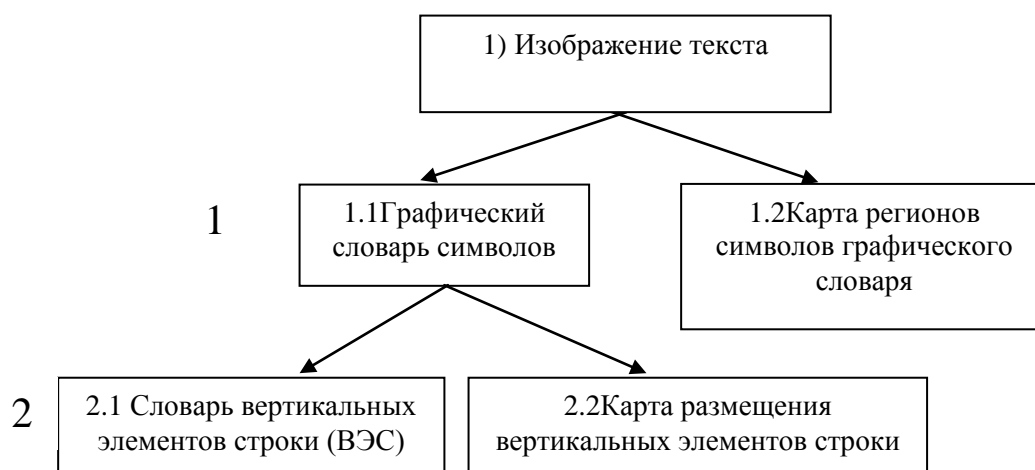 1) Изображение текста
1
1.1Графический
словарь символов
1.2Карта регионов
символов графического
словаря
2
2.1 Словарь вертикальных
элементов строки (ВЭС)
2.2Карта размещения
вертикальных элементов строки